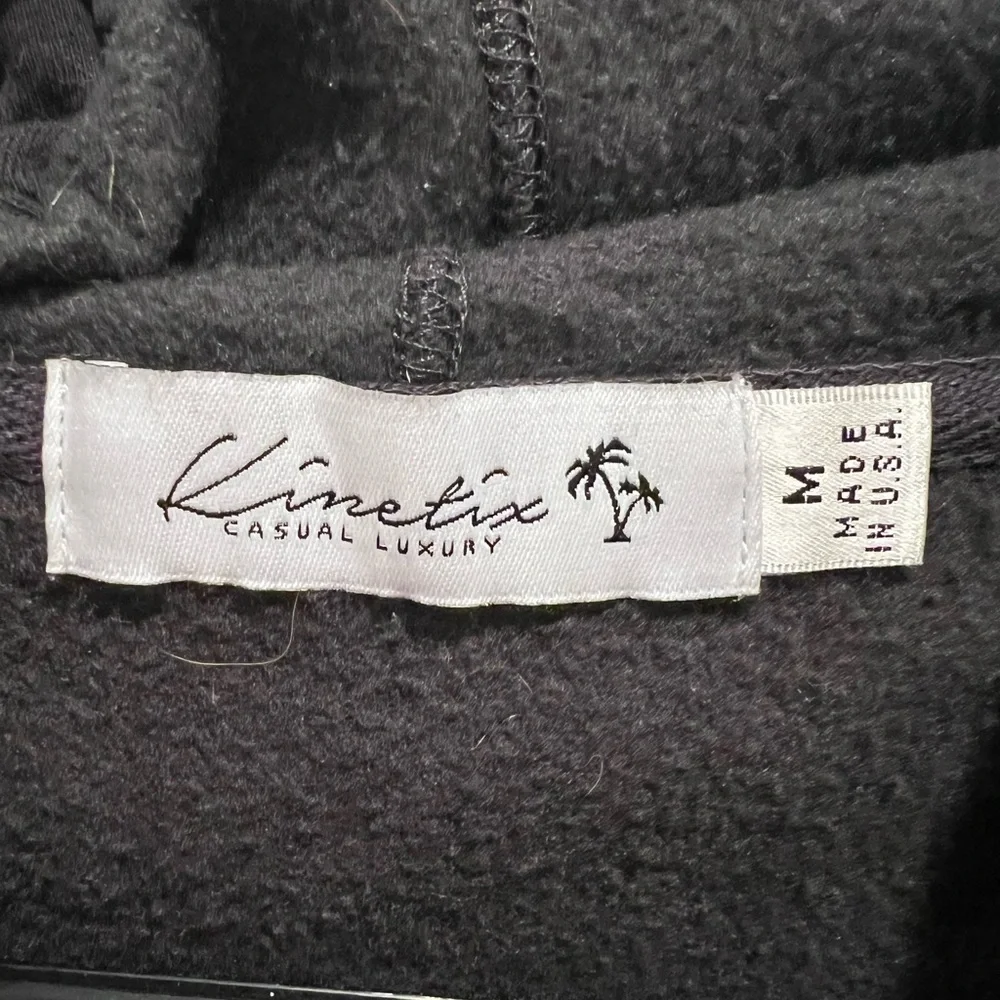 Kinetix
CASUAL LUXURY
M
MADE
IN U.S.A.